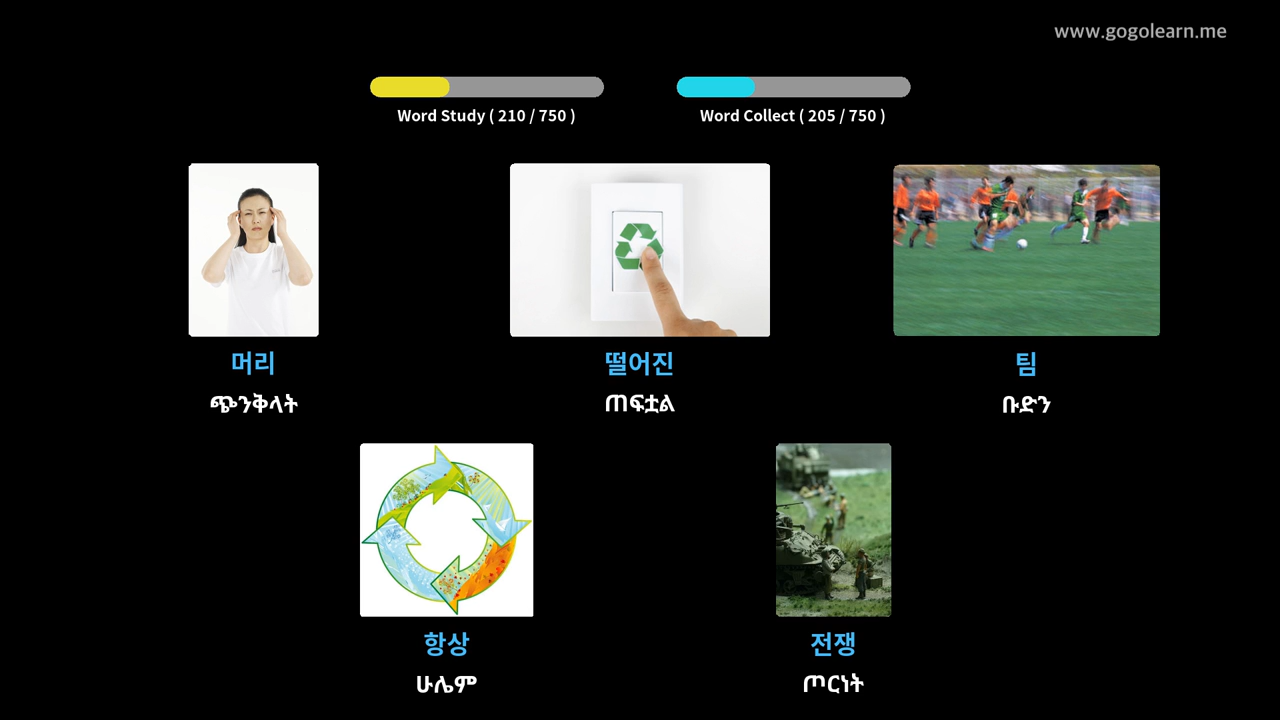 www.gogolearn.me
Word Study ( 210 / 750 )
Word Collect ( 205 / 750 )
머리
떨어진
팀
ጭንቅላት
ጠፍቷል
ቡድን
항상
전쟁
ሁሌም
ጦርነት